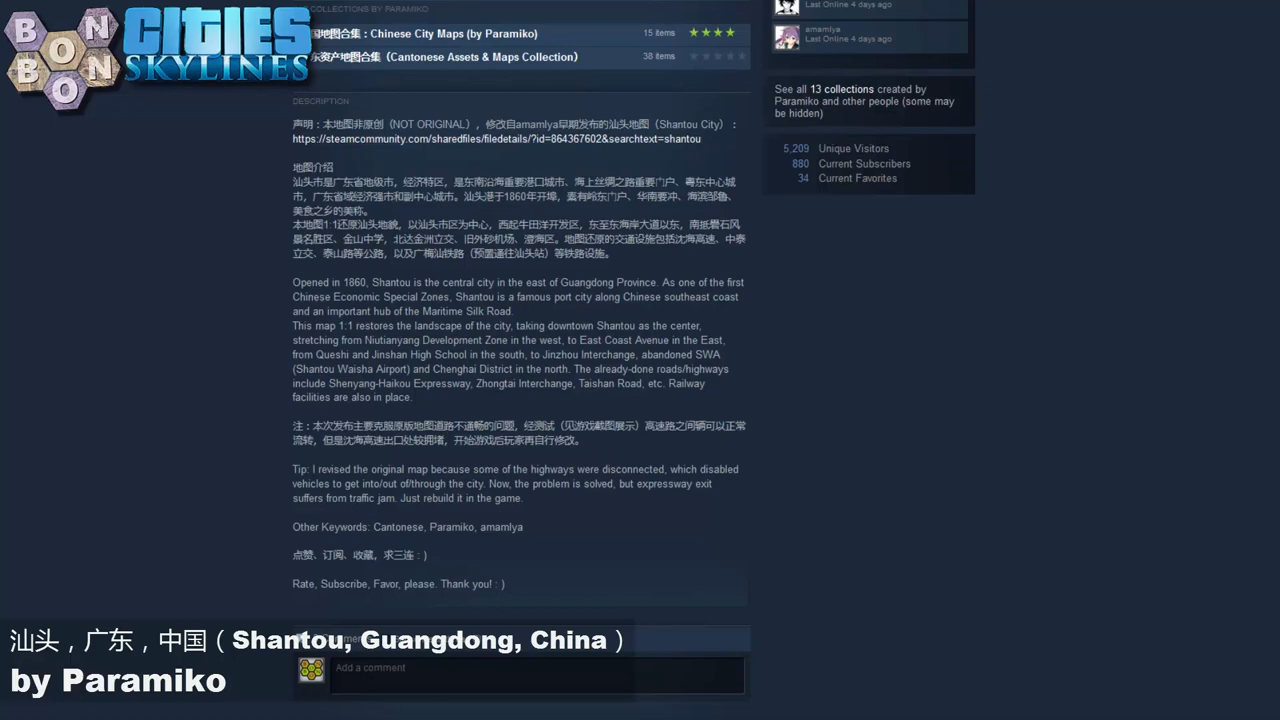 BON
BON
CITIES
SKYLINES
COLLECTIONS BY PARAMIKO
地图合集 : Chinese City Maps (by Paramiko)
15 items
资产地图合集（Cantonese Assets & Maps Collection）
38 items
Last Online 4 days ago
amamlya
Last Online 4 days ago
See all 13 collections created by
Paramiko and other people (some may
be hidden)
5,209 Unique Visitors
880 Current Subscribers
34 Current Favorites
DESCRIPTION
声明：本地图非原创（NOT ORIGINAL），修改自amamlya早期发布的汕头地图（Shantou City）：
https://steamcommunity.com/sharedfiles/filedetails/?id=864367602&searchtext=shantou
地图介绍
汕头市是广东省地级市，经济特区，是东南沿海重要港口城市、海上丝绸之路重要门户、粤东中心城
市，广东省域经济强市和副中心城市。汕头港于1860年开埠，素有岭东门户、华南要冲、海滨邹鲁、
美食之乡的美称。
本地图1:1还原汕头地貌，以汕头市区为中心，西起牛田洋开发区，东至东海岸大道以东，南抵礐石风
景名胜区、金山中学，北达金洲立交、旧外砂机场、澄海区。地图还原的交通设施包括沈海高速、中泰
立交、泰山路等公路，以及广梅汕铁路（预置通往汕头站）等铁路设施。
Opened in 1860, Shantou is the central city in the east of Guangdong Province. As one of the first
Chinese Economic Special Zones, Shantou is a famous port city along Chinese southeast coast
and an important hub of the Maritime Silk Road.
This map 1:1 restores the landscape of the city, taking downtown Shantou as the center,
stretching from Niutianyang Development Zone in the west, to East Coast Avenue in the East,
from Queshi and Jinshan High School in the south, to Jinzhou Interchange, abandoned SWA
(Shantou Waisha Airport) and Chenghai District in the north. The already-done roads/highways
include Shenyang-Haikou Expressway, Zhongtai Interchange, Taishan Road, etc. Railway
facilities are also in place.
注：本次发布主要克服原版地图道路不通畅的问题，经测试（见游戏截图展示）高速路之间辆可以正常
流转，但是沈海高速出口处较拥堵，开始游戏后玩家再自行修改。
Tip: I revised the original map because some of the highways were disconnected, which disabled
vehicles to get into/out of/through the city. Now, the problem is solved, but expressway exit
suffers from traffic jam. Just rebuild it in the game.
Other Keywords: Cantonese, Paramiko, amamlya
点赞、订阅、收藏，求三连 : )
Rate, Subscribe, Favor, please. Thank you! : )
汕头，广东，中国（Shantou, Guangdong, China）
by Paramiko
Add a comment